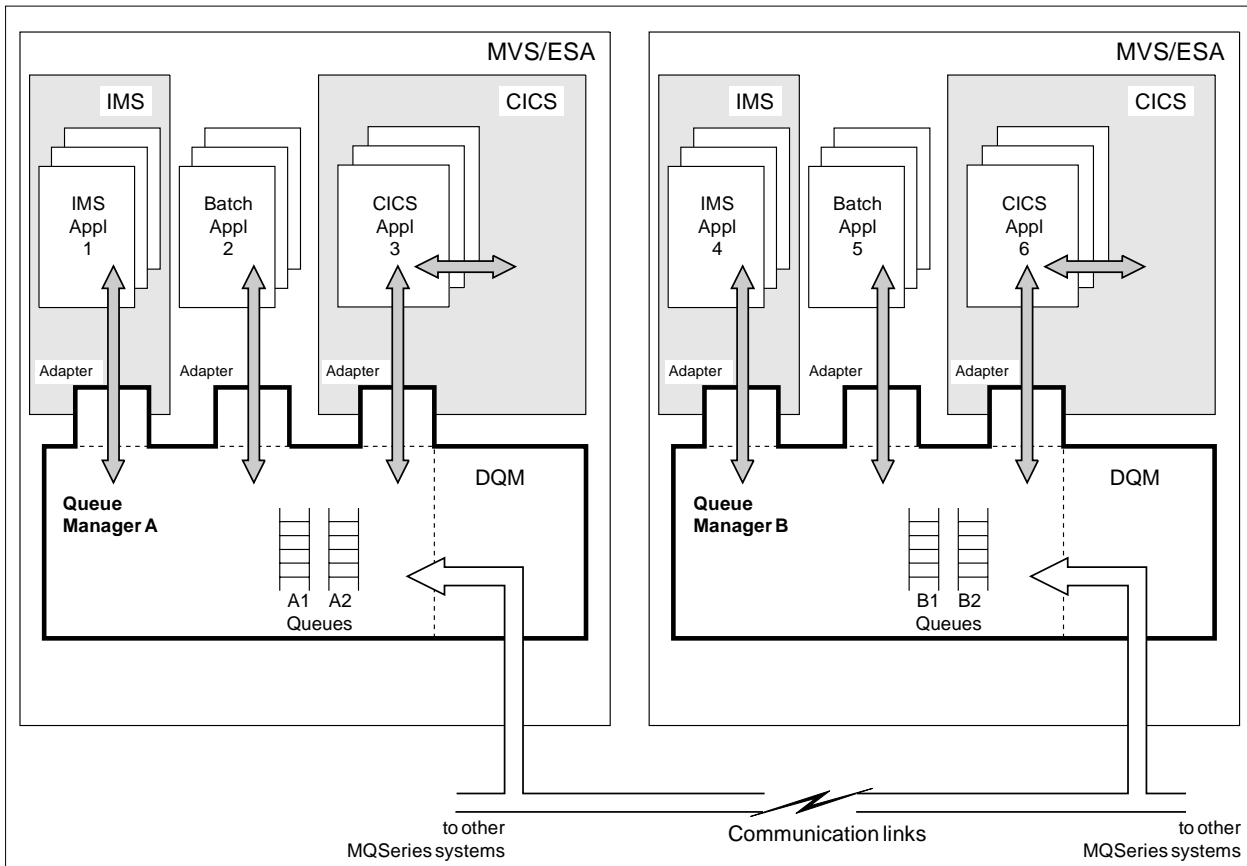 MVS/ESA
IMS
CICS
IMS
Appl
1
Batch
Appl
2
CICS
Appl
3
Adapter
Adapter
Adapter
DQM
Queue
Manager A
A1
A2
Queues
MVS/ESA
IMS
CICS
IMS
Appl
4
Batch
Appl
5
CICS
Appl
6
Adapter
Adapter
Adapter
DQM
Queue
Manager B
B1
B2
Queues
to other
MQSeries systems
Communication links
to other
MQSeries systems